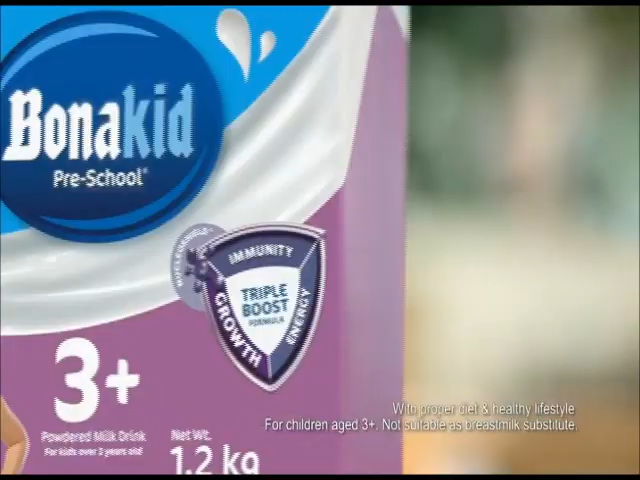 Bonakid
Pre-School®
NUCLEOSHIELD
IMMUNITY
TRIPLE
BOOST
FORMULA
GROWTH
ENERGY
3+
Powdered Milk Drink
For kids over 3 years old
Net Wt.
1.2 kg
With proper diet & healthy lifestyle
For children aged 3+. Not suitable as breastmilk substitute.